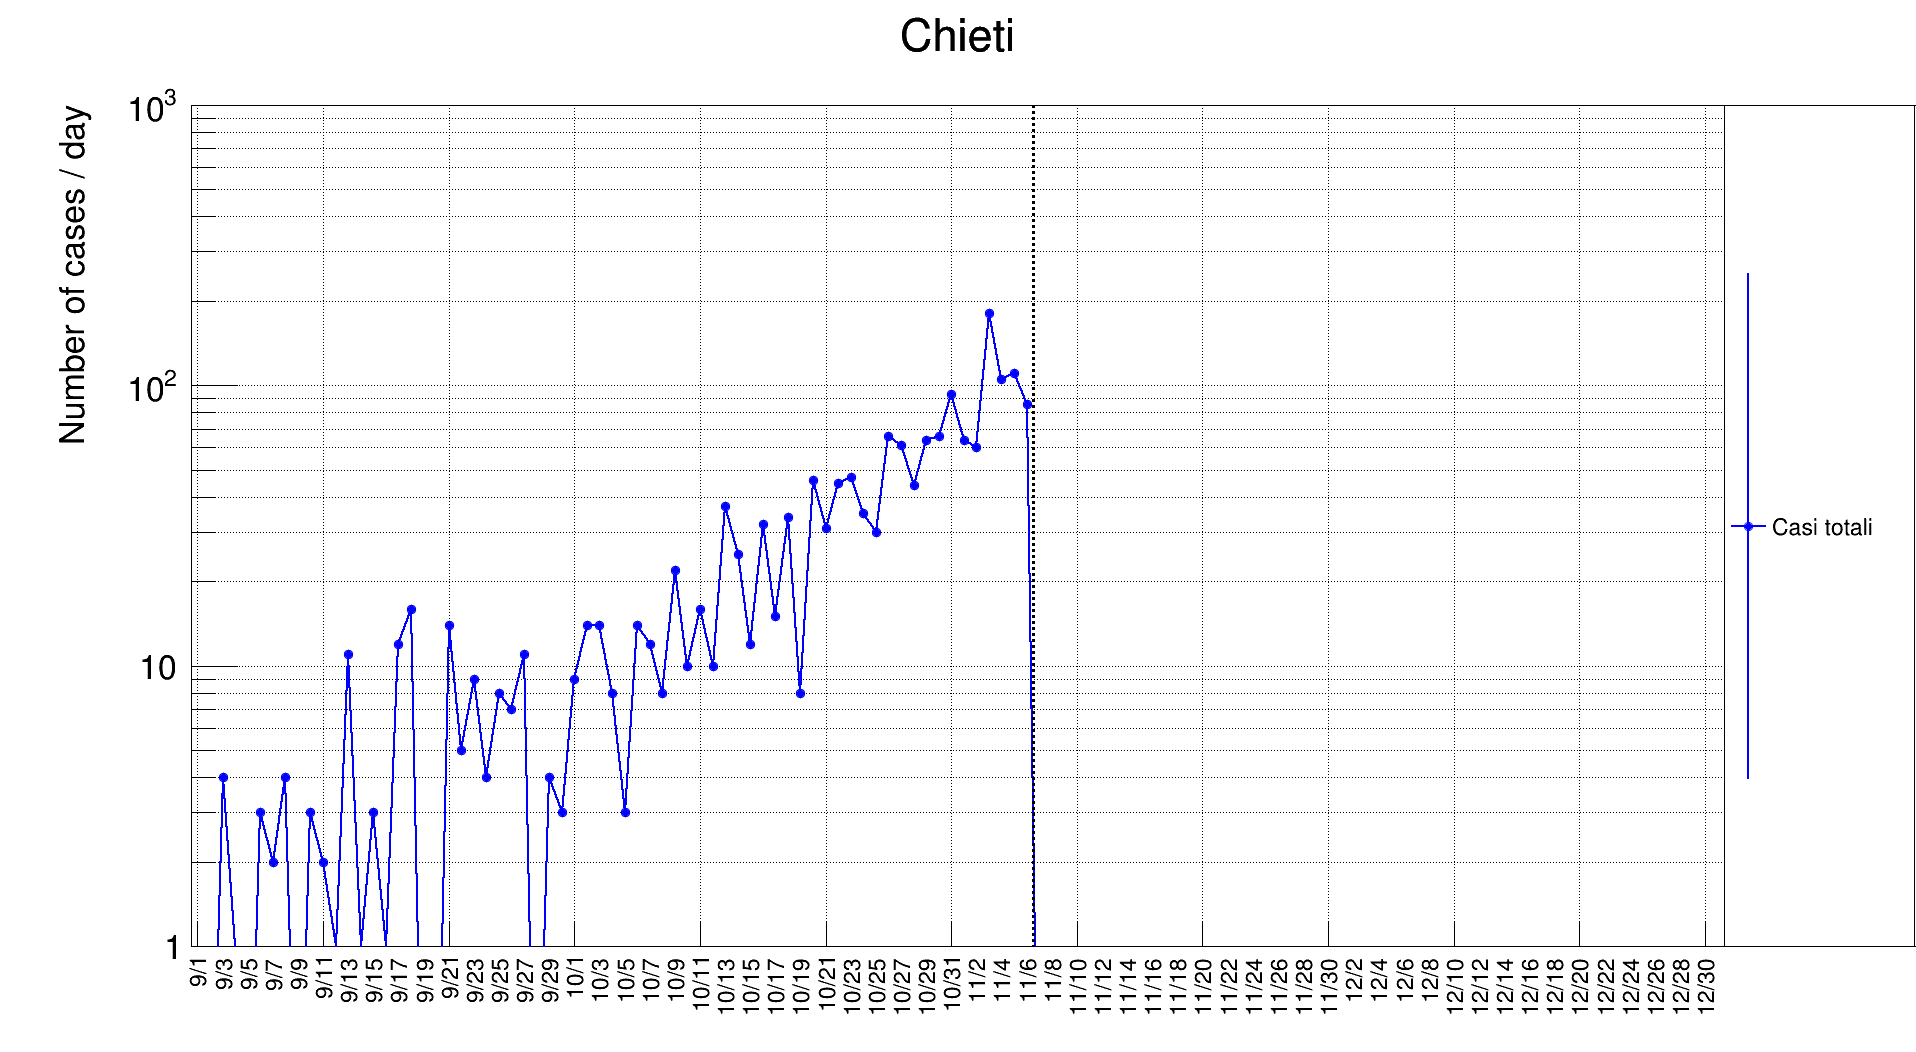 Chieti
Number of cases / day
10³
10²
10
1
Casi totali
9/1 9/3 9/5 9/7 9/9 9/11 9/13 9/15 9/17 9/19 9/21 9/23 9/25 9/27 9/29 10/1 10/3 10/5 10/7 10/9 10/11 10/13 10/15 10/17 10/19 10/21 10/23 10/25 10/27 10/29 10/31 11/2 11/4 11/6 11/8 11/10 11/12 11/14 11/16 11/18 11/20 11/22 11/24 11/26 11/28 11/30 12/2 12/4 12/6 12/8 12/10 12/12 12/14 12/16 12/18 12/20 12/22 12/24 12/26 12/28 12/30